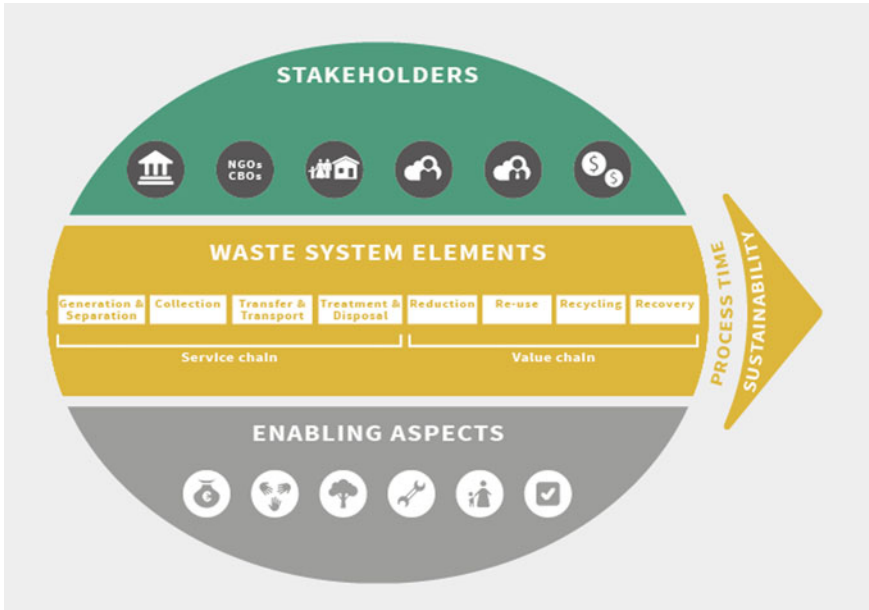 STAKEHOLDERS
NGOs
CBOs
$
$
WASTE SYSTEM ELEMENTS
Generation &
Separation
Collection
Transfer &
Transport
Treatment &
Disposal
Reduction
Re-use
Recycling
Recovery
Service chain
Value chain
PROCESS TIME
SUSTAINABILITY
ENABLING ASPECTS
€